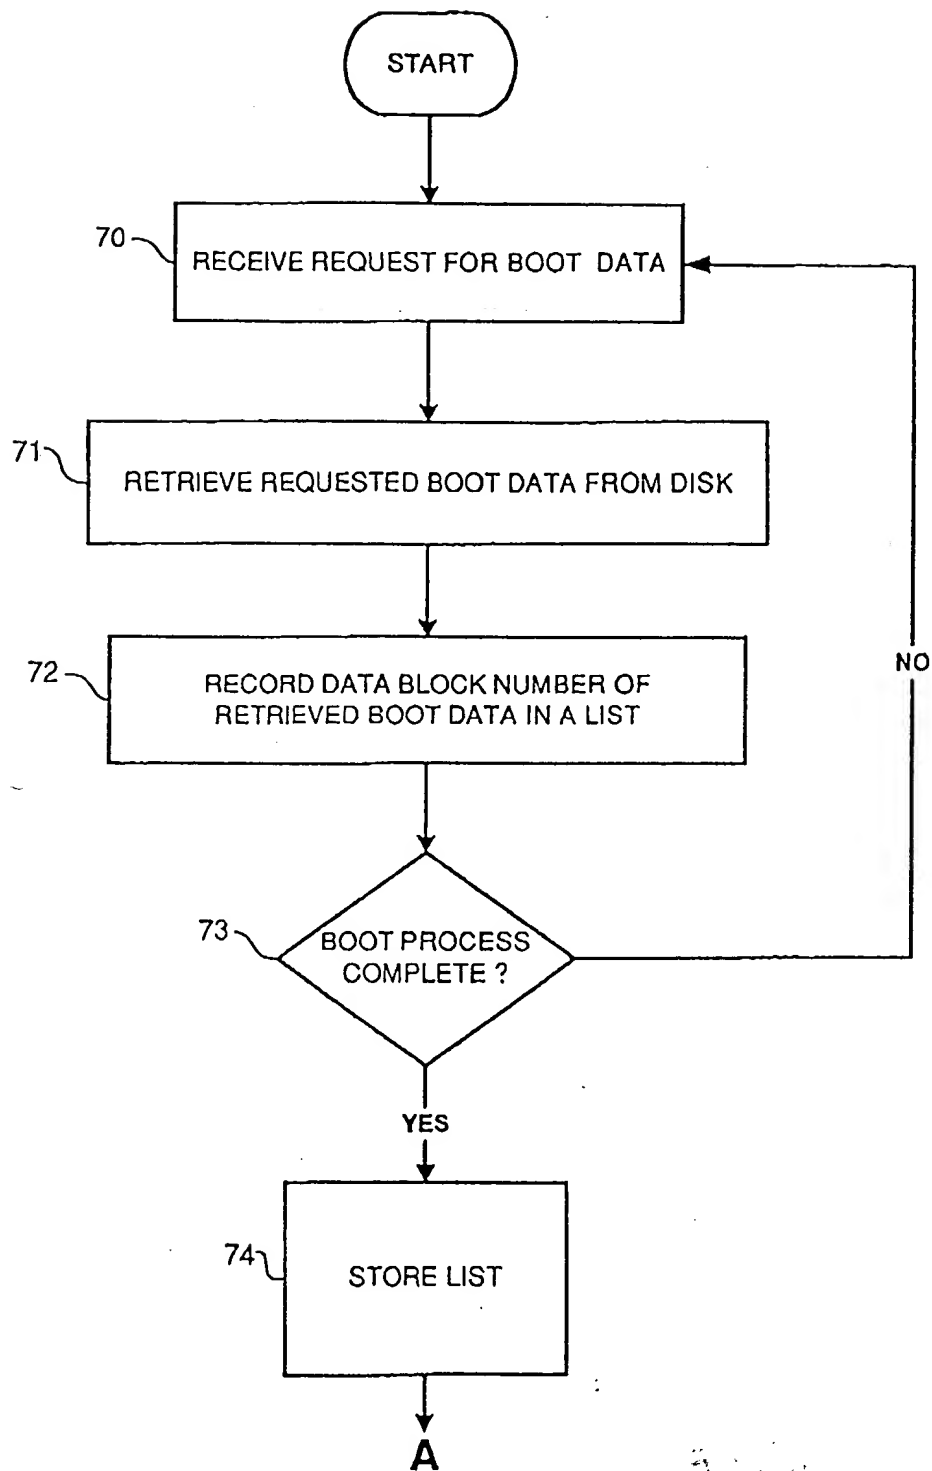 START
70
RECEIVE REQUEST FOR BOOT DATA
71
RETRIEVE REQUESTED BOOT DATA FROM DISK
72
RECORD DATA BLOCK NUMBER OF
RETRIEVED BOOT DATA IN A LIST
NO
73
BOOT PROCESS
COMPLETE ?
YES
74
STORE LIST
A